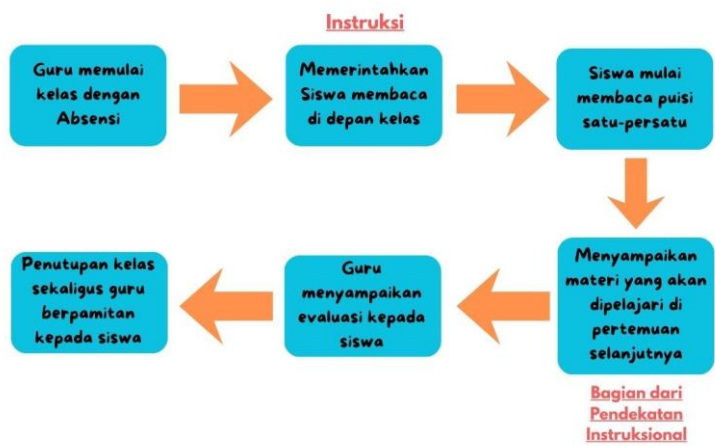 Instruksi
Guru memulai
kelas dengan
Absensi
Memerintahkan
Siswa membaca
di depan kelas
Siswa mulai
membaca puisi
satu-persatu
Menyampaikan
materi yang akan
dipelajari di
pertemuan
selanjutnya
Bagian dari
Pendekatan
Instruksional
Guru
menyampaikan
evaluasi kepada
siswa
Penutupan kelas
sekaligus guru
berpamitan
kepada siswa